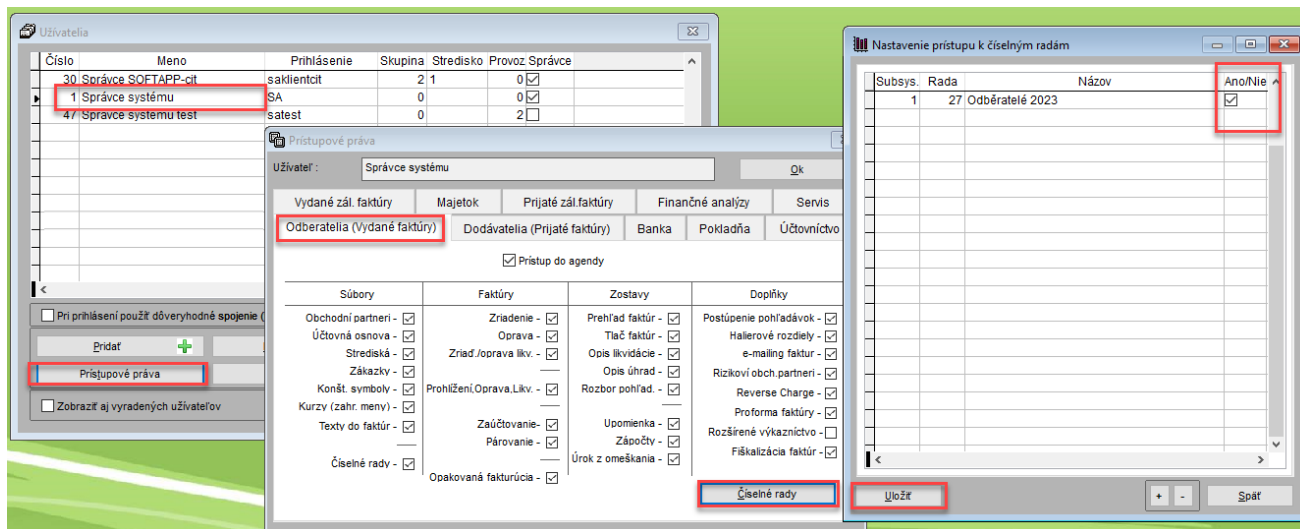 Užívatelia
Číslo Meno Prihlásenie Skupina Stredisko Provoz Správce
30 Správce SOFTAPP-cit saklientcit 2 1 0
1 Správce systému SA 0 0
47 Správce systemu test satest 0 2
Pri prihlásení použiť dôveryhodné spojenie (
Pridať
Prístupové práva
Zobraziť aj vyradených užívateľov
Prístupové práva
Užívateľ : Správce systému Ok
Vydané zál. faktúry Majetok Prijaté zál.faktúry Finančné analýzy Servis
Odberatelia (Vydané faktúry) Dodávatelia (Prijaté faktúry) Banka Pokladňa Účtovníctvo
Prístup do agendy
Súbory Faktúry Zostavy Doplňky
Obchodní partneri - Zriadenie - Prehľad faktúr - Postúpenie pohľadávok -
Účtovná osnova - Oprava - Tlač faktúr - Halierové rozdiely -
Strediská - Zriaď./oprava likv. - Opis likvidácie - e-mailing faktur -
Zákazky - Opis úhrad - Rizikoví obch.partneri -
Konšt. symboly - Prohlížení,Oprava,Likv. - Rozbor pohľad. - Reverse Charge -
Kurzy (zahr. meny) - Proforma faktúry -
Texty do faktúr - Zaúčtovanie- Upomienka - Rozšírené výkazníctvo -
Párovanie - Zápočty - Fiškalizácia faktúr -
Číselné rady - Úrok z omeškania -
Opakovaná fakturúcia -
Číselné rady
Nastavenie prístupu k číselným radám
Subsys. Rada Názov Ano/Nie
1 27 Odběratelé 2023
Uložiť + - Späť